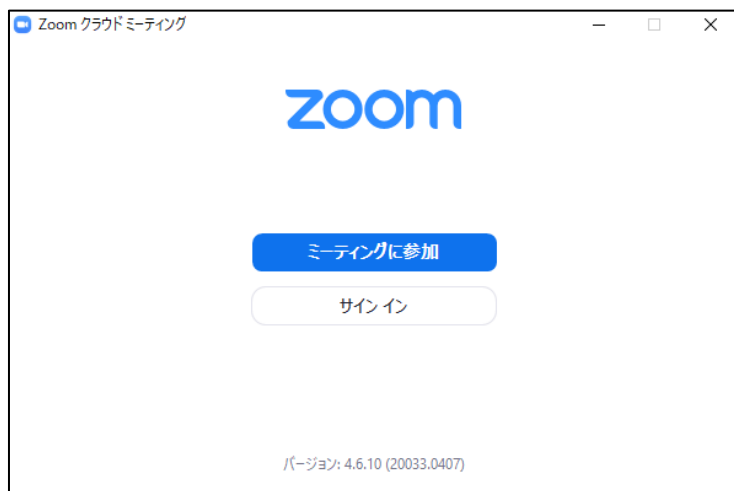 Zoom クラウド ミーティング
zoom
ミーティングに参加
サイン イン
バージョン: 4.6.10 (20033.0407)